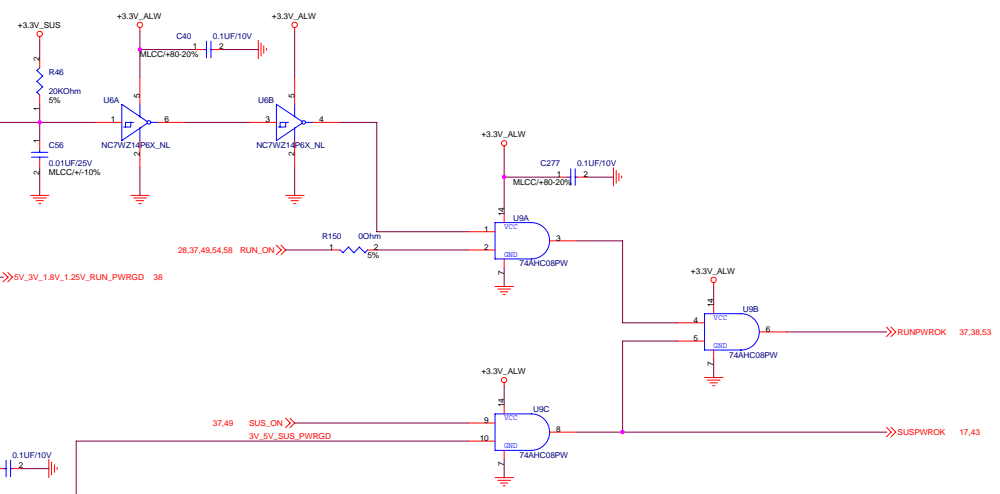 +3.3V_SUS
+3.3V_ALW
+3.3V_ALW
C40 0.1UF/10V
1 2
MLCC/+80-20%
2
R46
20KOhm
5%
1
U6A
5
1 6
NC7WZ14P6X_NL
2
U6B
5
3 4
NC7WZ14P6X_NL
2
1
C56
0.01UF/25V
MLCC/+/-10%
2
+3.3V_ALW
C277 0.1UF/10V
1 2
MLCC/+80-20%
14
U9A
VCC
1
2
3
GND
74AHC08PW
7
28,37,49,54,58 RUN_ON
R150 0Ohm
1 2
5%
5V_3V_1.8V_1.25V_RUN_PWRGD 38
+3.3V_ALW
14
U9B
VCC
4
5
6
GND
74AHC08PW
7
RUNPWROK 37,38,53
+3.3V_ALW
14
U9C
VCC
37,49 SUS_ON
9
3V_5V_SUS_PWRGD
10
8
GND
74AHC08PW
7
SUSPWROK 17,43
0.1UF/10V
2